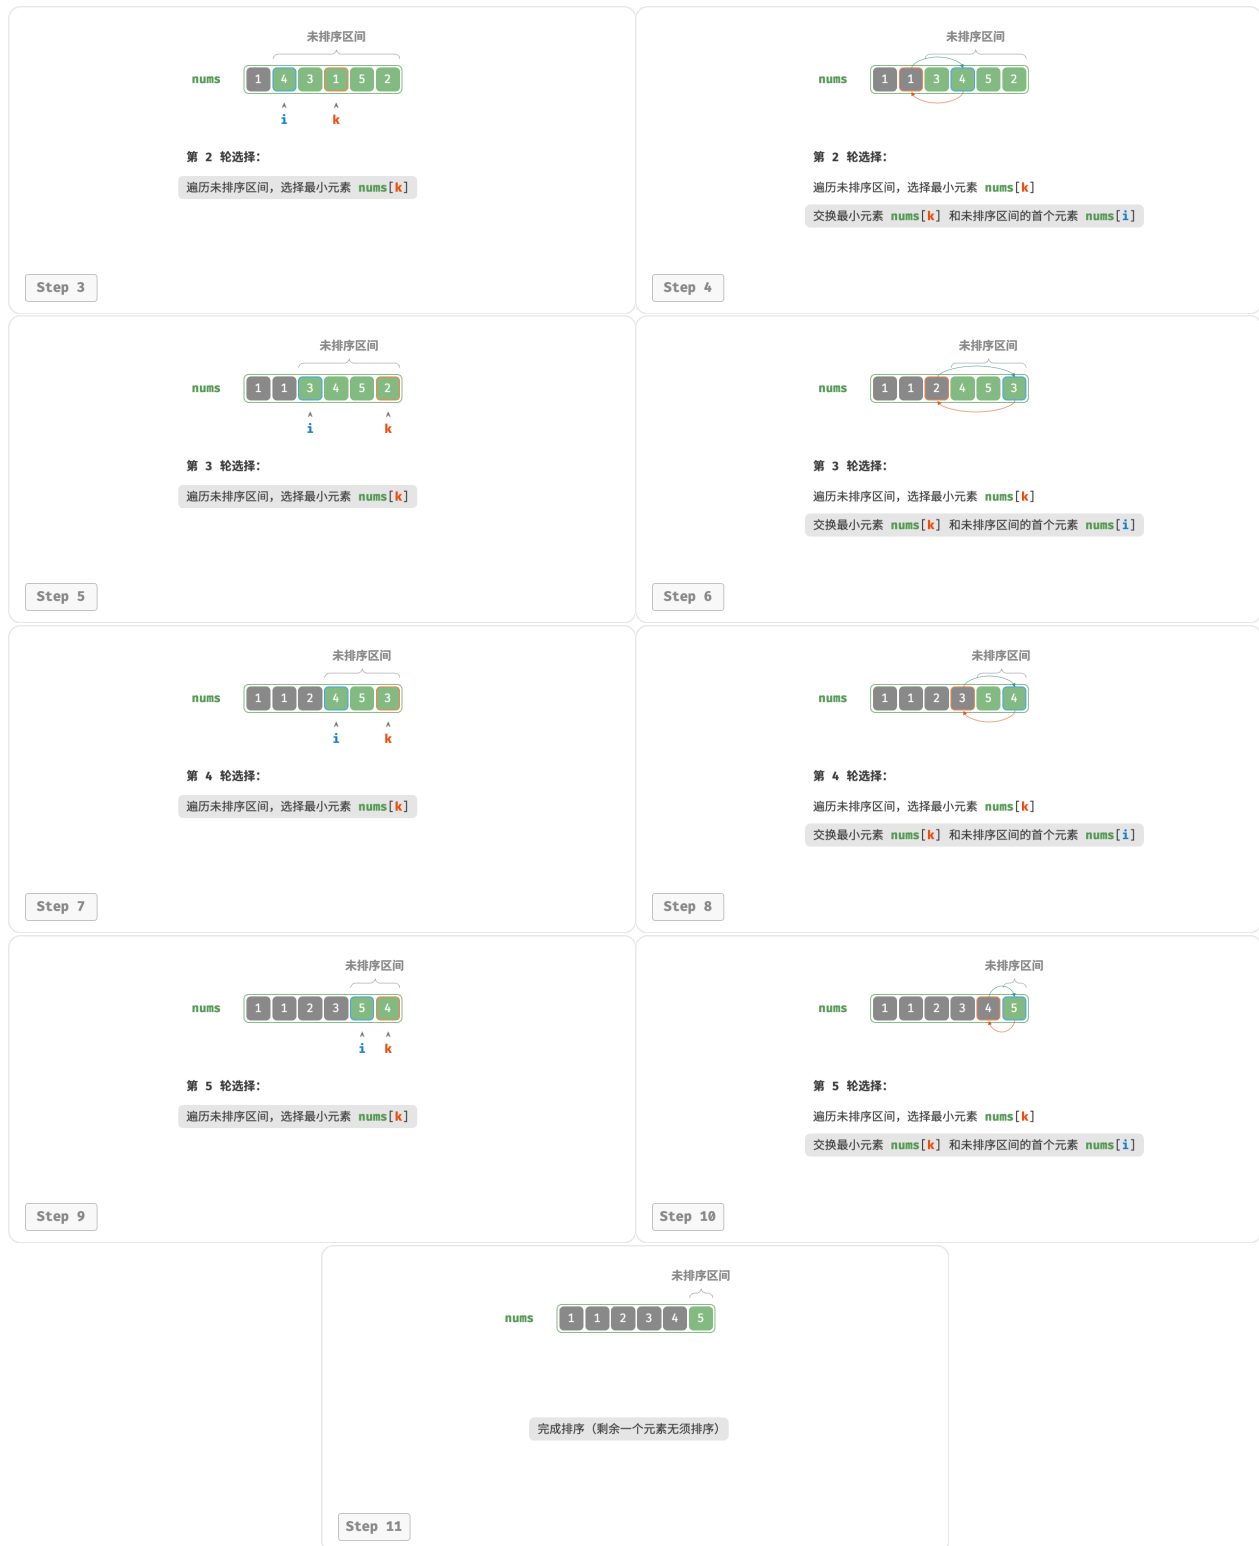 未排序区间
nums 1 4 3 1 5 2
i k
第 2 轮选择：
遍历未排序区间，选择最小元素 nums[k]
Step 3
未排序区间
nums 1 1 3 4 5 2
第 2 轮选择：
遍历未排序区间，选择最小元素 nums[k]
交换最小元素 nums[k] 和未排序区间的首个元素 nums[i]
Step 4
未排序区间
nums 1 1 3 4 5 2
i k
第 3 轮选择：
遍历未排序区间，选择最小元素 nums[k]
Step 5
未排序区间
nums 1 1 2 4 5 3
第 3 轮选择：
遍历未排序区间，选择最小元素 nums[k]
交换最小元素 nums[k] 和未排序区间的首个元素 nums[i]
Step 6
未排序区间
nums 1 1 2 4 5 3
i k
第 4 轮选择：
遍历未排序区间，选择最小元素 nums[k]
Step 7
未排序区间
nums 1 1 2 3 5 4
第 4 轮选择：
遍历未排序区间，选择最小元素 nums[k]
交换最小元素 nums[k] 和未排序区间的首个元素 nums[i]
Step 8
未排序区间
nums 1 1 2 3 5 4
i k
第 5 轮选择：
遍历未排序区间，选择最小元素 nums[k]
Step 9
未排序区间
nums 1 1 2 3 4 5
第 5 轮选择：
遍历未排序区间，选择最小元素 nums[k]
交换最小元素 nums[k] 和未排序区间的首个元素 nums[i]
Step 10
未排序区间
nums 1 1 2 3 4 5
完成排序（剩余一个元素无须排序）
Step 11